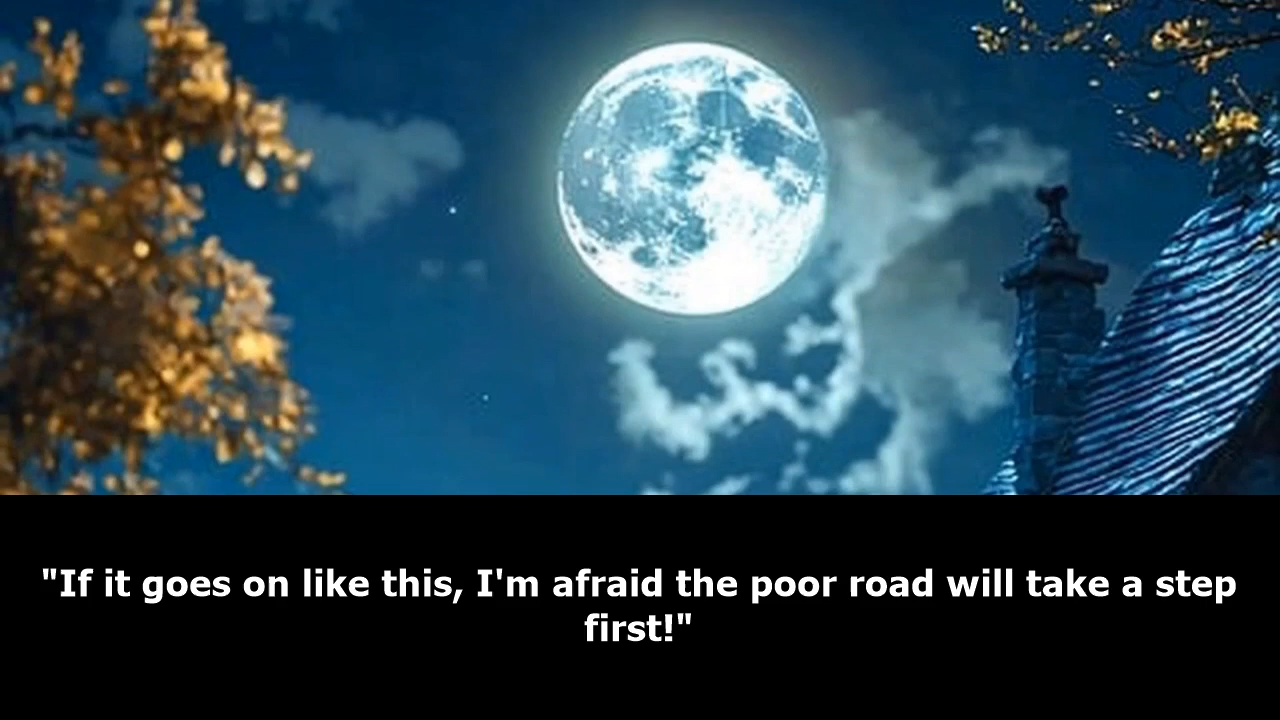 "If it goes on like this, I'm afraid the poor road will take a step
first!"